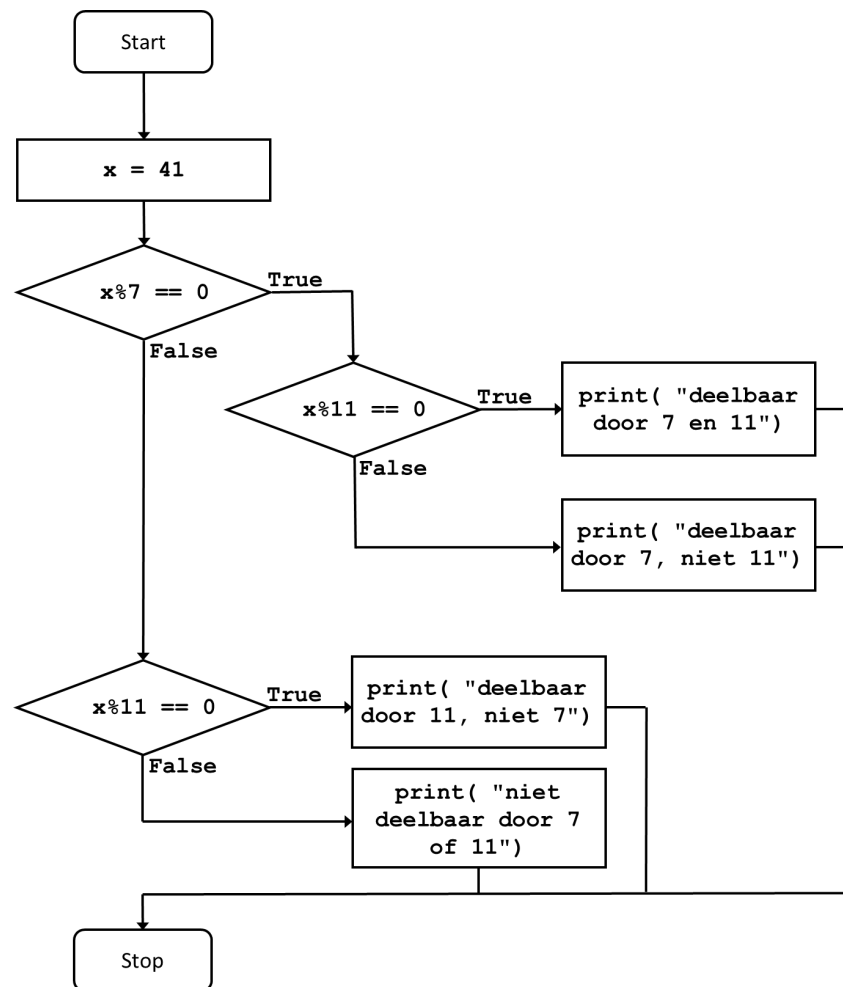 Start
x = 41
x%7 == 0
True
False
x%11 == 0
True
print( "deelbaar
door 7 en 11")
False
print( "deelbaar
door 7, niet 11")
x%11 == 0
True
print( "deelbaar
door 11, niet 7")
False
print( "niet
deelbaar door 7
of 11")
Stop